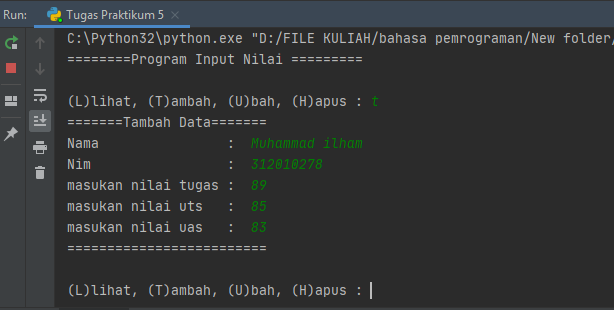 Run: Tugas Praktikum 5 ×
C:\Python32\python.exe "D:/FILE KULIAH/bahasa pemrograman/New folder/
========Program Input Nilai =========
(L)lihat, (T)ambah, (U)bah, (H)apus : t
=======Tambah Data=======
Nama : Muhammad ilham
Nim : 312010278
masukan nilai tugas : 89
masukan nilai uts : 85
masukan nilai uas : 83
=========================
(L)lihat, (T)ambah, (U)bah, (H)apus :